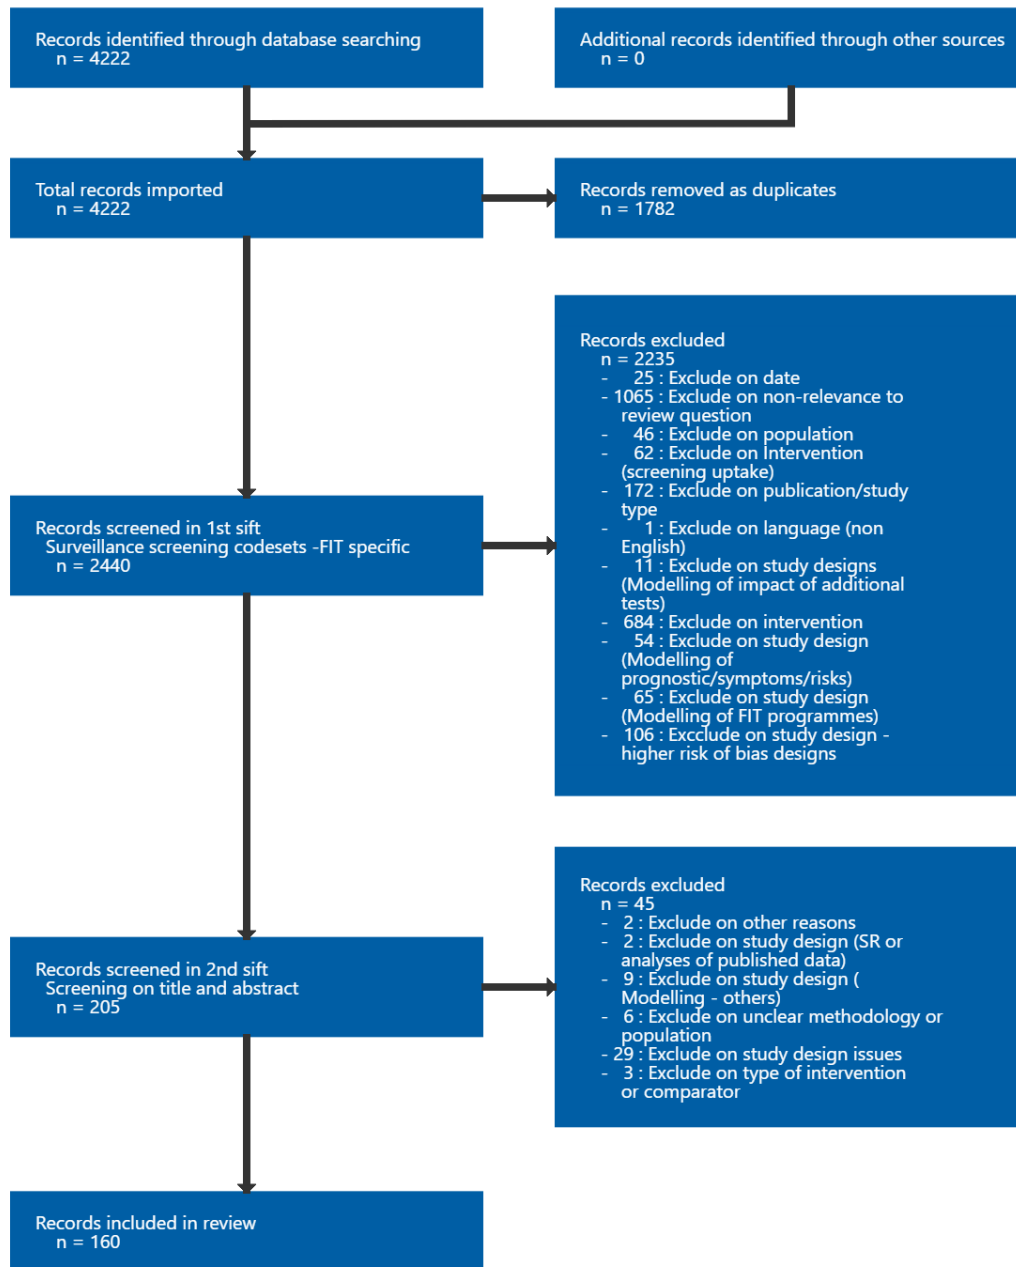 Records identified through database searching
n = 4222
Additional records identified through other sources
n = 0
Total records imported
n = 4222
Records removed as duplicates
n = 1782
Records screened in 1st sift
Surveillance screening codesets -FIT specific
n = 2440
Records excluded
n = 2235
- 25 : Exclude on date
- 1065 : Exclude on non-relevance to
review question
- 46 : Exclude on population
- 62 : Exclude on Intervention
(screening uptake)
- 172 : Exclude on publication/study
type
- 1 : Exclude on language (non
English)
- 11 : Exclude on study designs
(Modelling of impact of additional
tests)
- 684 : Exclude on intervention
- 54 : Exclude on study design
(Modelling of
prognostic/symptoms/risks)
- 65 : Exclude on study design
(Modelling of FIT programmes)
- 106 : Excclude on study design -
higher risk of bias designs
Records screened in 2nd sift
Screening on title and abstract
n = 205
Records excluded
n = 45
- 2 : Exclude on other reasons
- 2 : Exclude on study design (SR or
analyses of published data)
- 9 : Exclude on study design (
Modelling - others)
- 6 : Exclude on unclear methodology or
population
- 29 : Exclude on study design issues
- 3 : Exclude on type of intervention
or comparator
Records included in review
n = 160